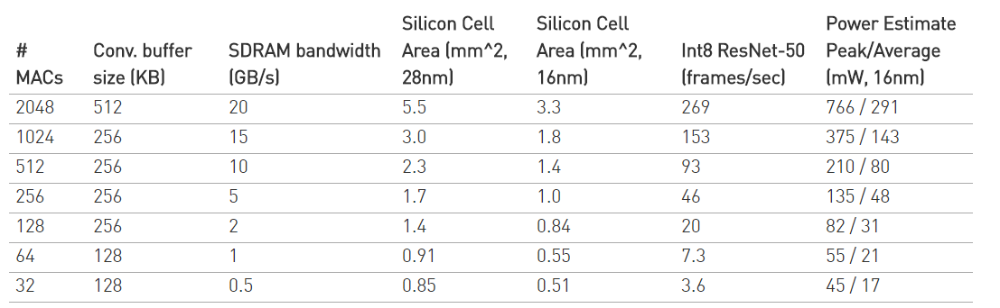 # MACs Conv. buffer size (KB) SDRAM bandwidth (GB/s) Silicon Cell Area (mm^2, 28nm) Silicon Cell Area (mm^2, 16nm) Int8 ResNet-50 (frames/sec) Power Estimate Peak/Average (mW, 16nm)
2048 512 20 5.5 3.3 269 766 / 291
1024 256 15 3.0 1.8 153 375 / 143
512 256 10 2.3 1.4 93 210 / 80
256 256 5 1.7 1.0 46 135 / 48
128 256 2 1.4 0.84 20 82 / 31
64 128 1 0.91 0.55 7.3 55 / 21
32 128 0.5 0.85 0.51 3.6 45 / 17